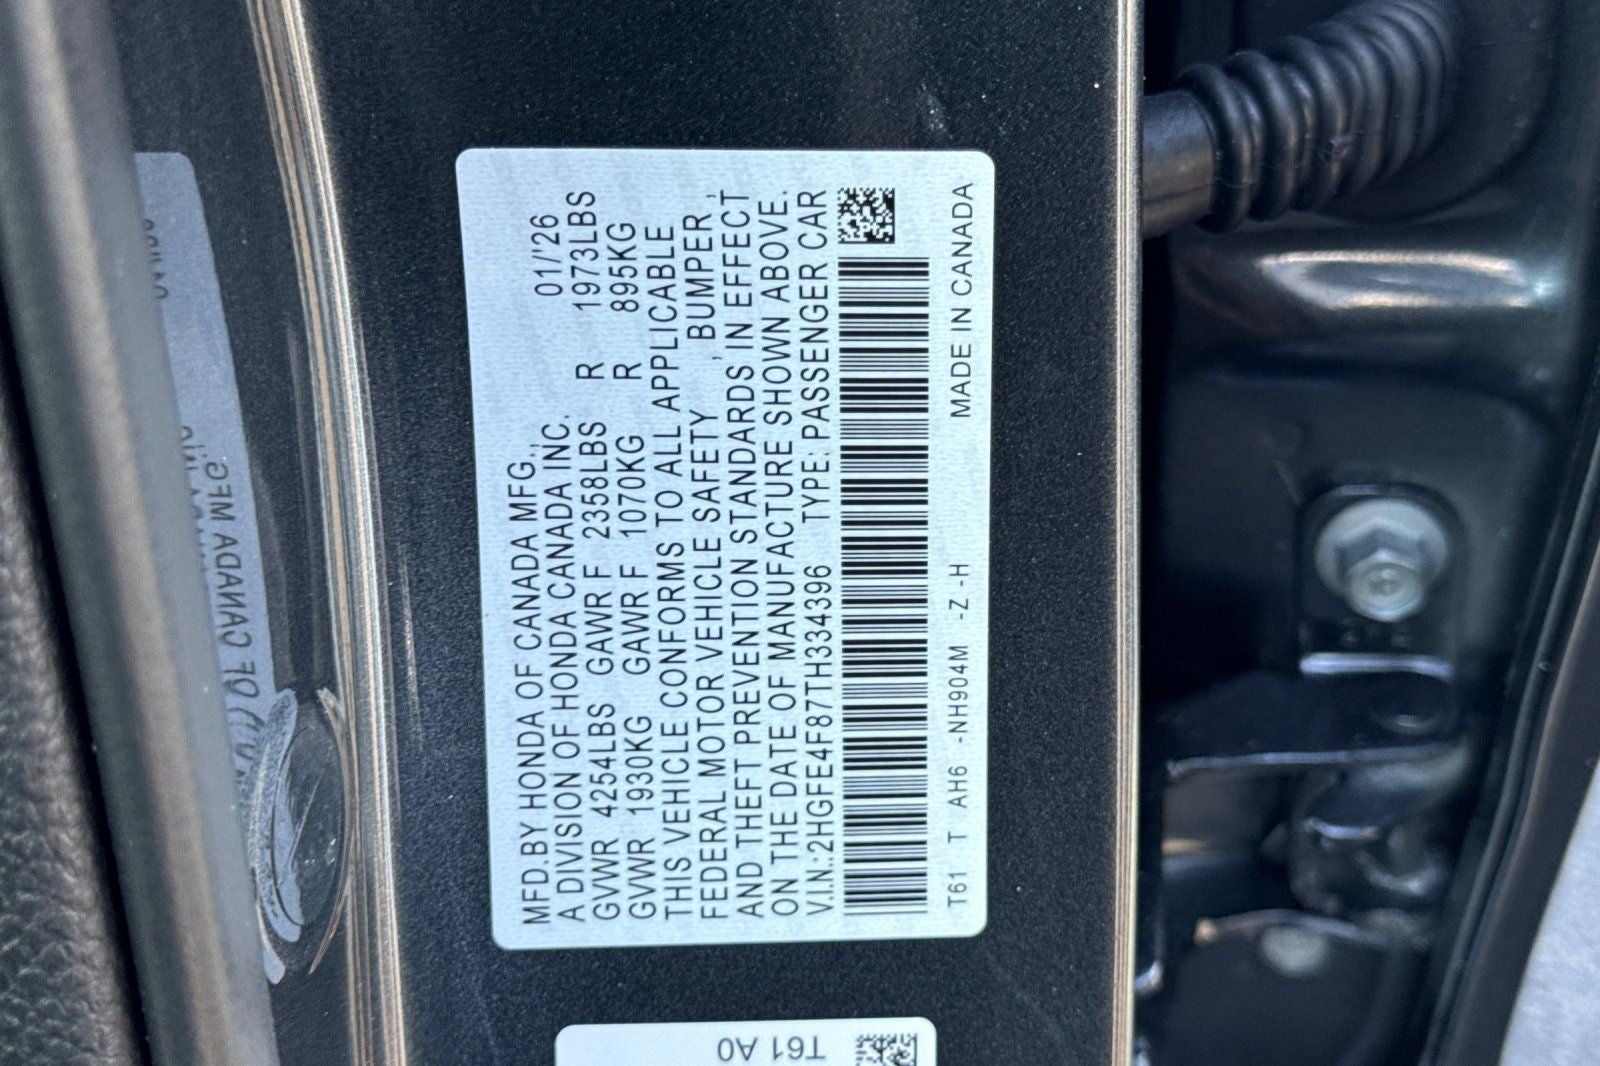 MFD.BY HONDA OF CANADA MFG.,
A DIVISION OF HONDA CANADA INC. 01/'26
GVWR 4254LBS GAWR F 2358LBS R 1973LBS
GVWR 1930KG GAWR F 1070KG R 895KG
THIS VEHICLE CONFORMS TO ALL APPLICABLE
FEDERAL MOTOR VEHICLE SAFETY , BUMPER ,
AND THEFT PREVENTION STANDARDS IN EFFECT
ON THE DATE OF MANUFACTURE SHOWN ABOVE.
V.I.N.:2HGFE4F87TH334396 TYPE: PASSENGER CAR
T61 T AH6 -NH904M -Z -H MADE IN CANADA
T61 A0